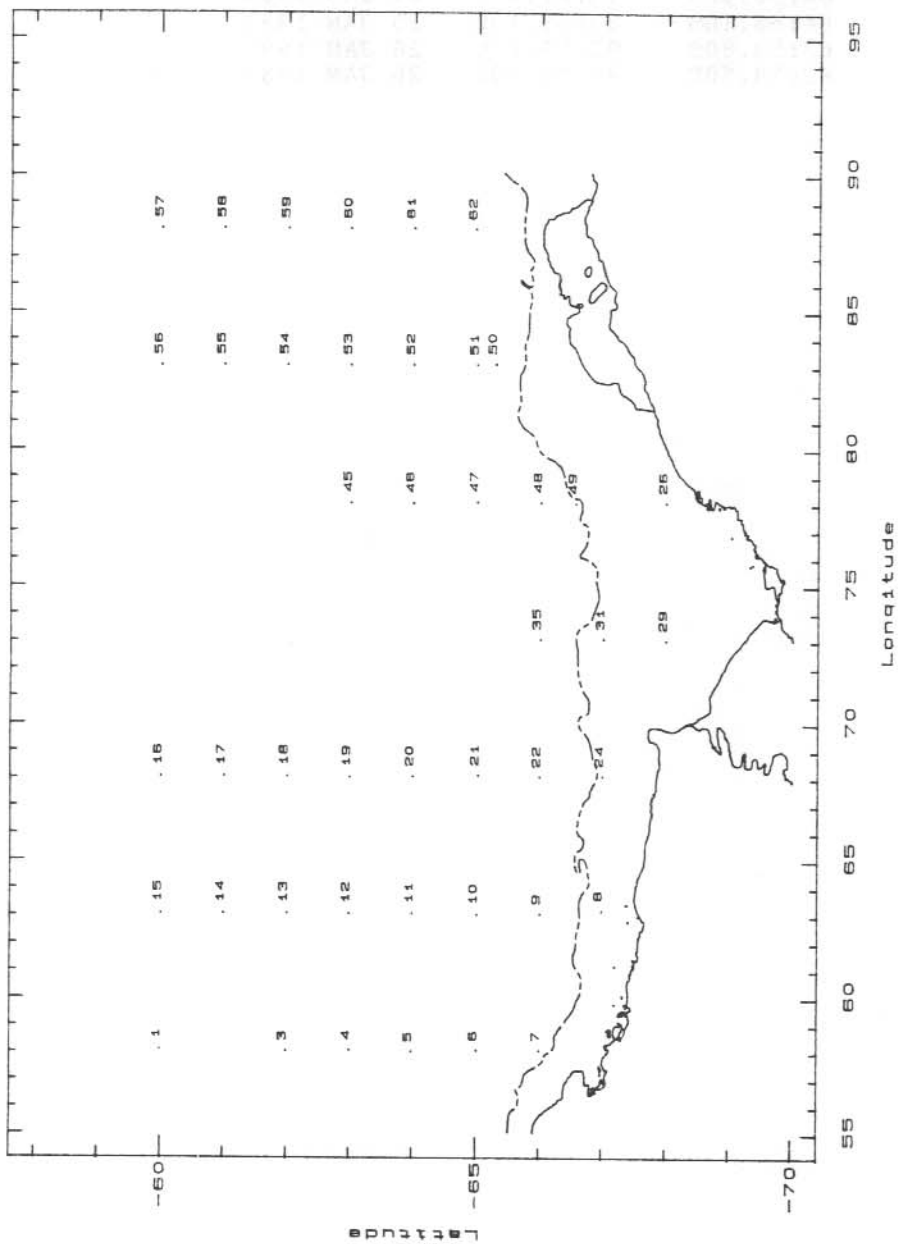 Latitude
-60
.1 .15 .16 .56 .57
.14 .17 .55 .58
.3 .13 .18 .54 .59
.4 .12 .19 .45 .53 .60
.5 .11 .20 .46 .52 .61
-65
.6 .10 .21 .47 .51 .62
.50
.7 .9 .22 .35 .48
.49
.8 .24 .31
.29 .26
-70
55 60 65 70 75 80 85 90 95
Longitude